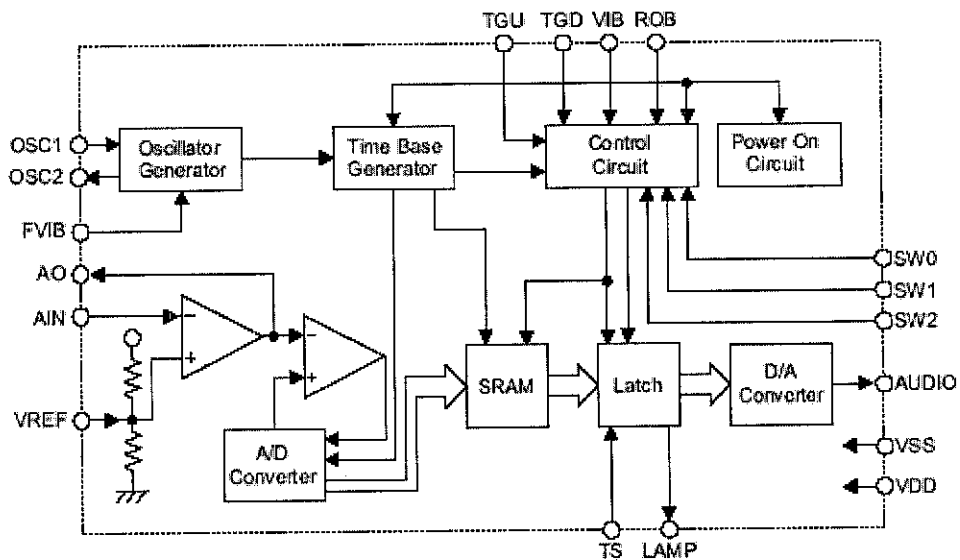 TGU TGD VIB ROB
OSC1
OSC2
FVIB
AO
AIN
VREF
Oscillator
Generator
Time Base
Generator
Control
Circuit
Power On
Circuit
SW0
SW1
SW2
−
+
−
+
A/D
Converter
SRAM
Latch
D/A
Converter
AUDIO
VSS
VDD
TS LAMP